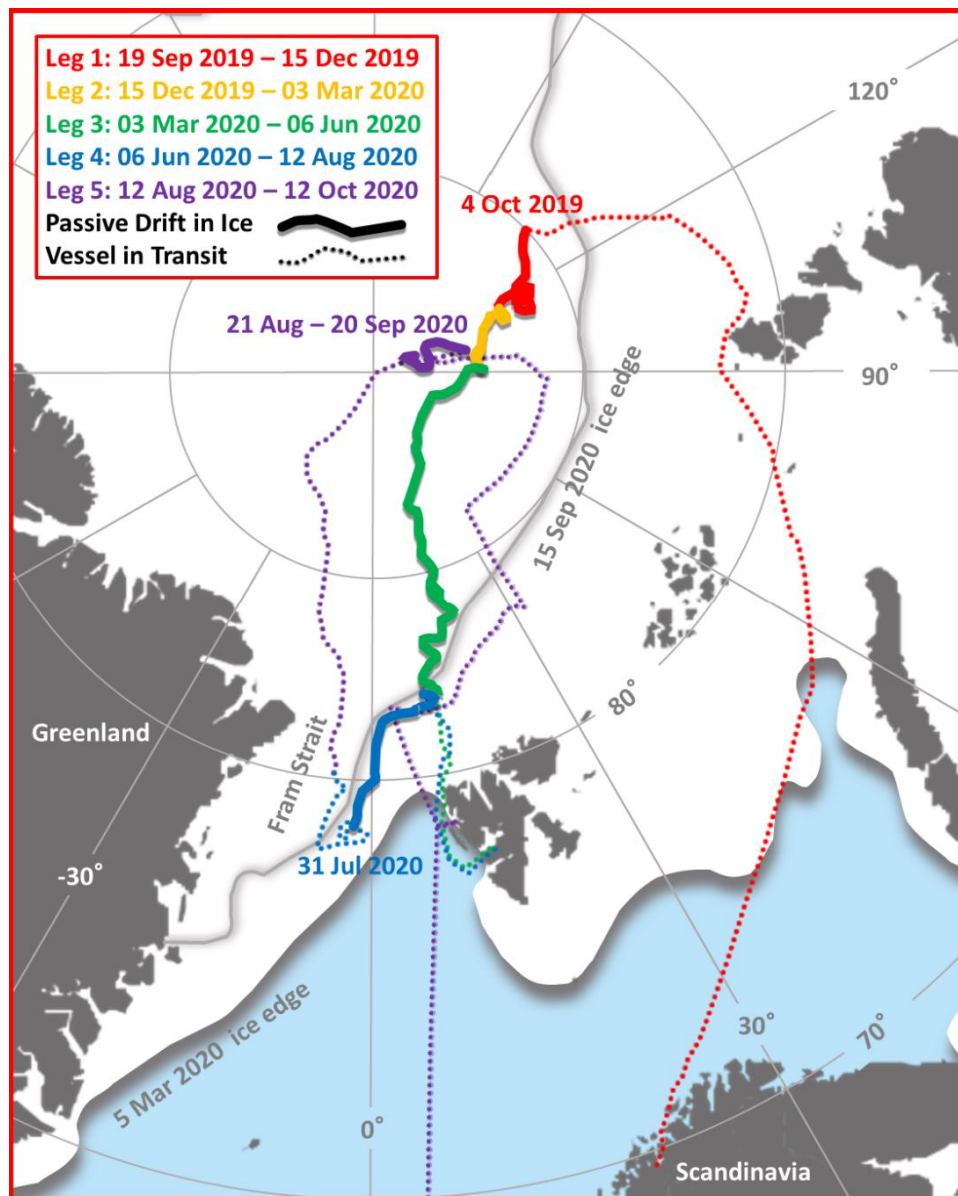 Leg 1: 19 Sep 2019 – 15 Dec 2019
Leg 2: 15 Dec 2019 – 03 Mar 2020
Leg 3: 03 Mar 2020 – 06 Jun 2020
Leg 4: 06 Jun 2020 – 12 Aug 2020
Leg 5: 12 Aug 2020 – 12 Oct 2020
Passive Drift in Ice
Vessel in Transit
120°
4 Oct 2019
21 Aug – 20 Sep 2020
90°
15 Sep 2020 ice edge
80°
Greenland
Fram Strait
31 Jul 2020
-30°
5 Mar 2020 ice edge
30°
70°
0°
Scandinavia